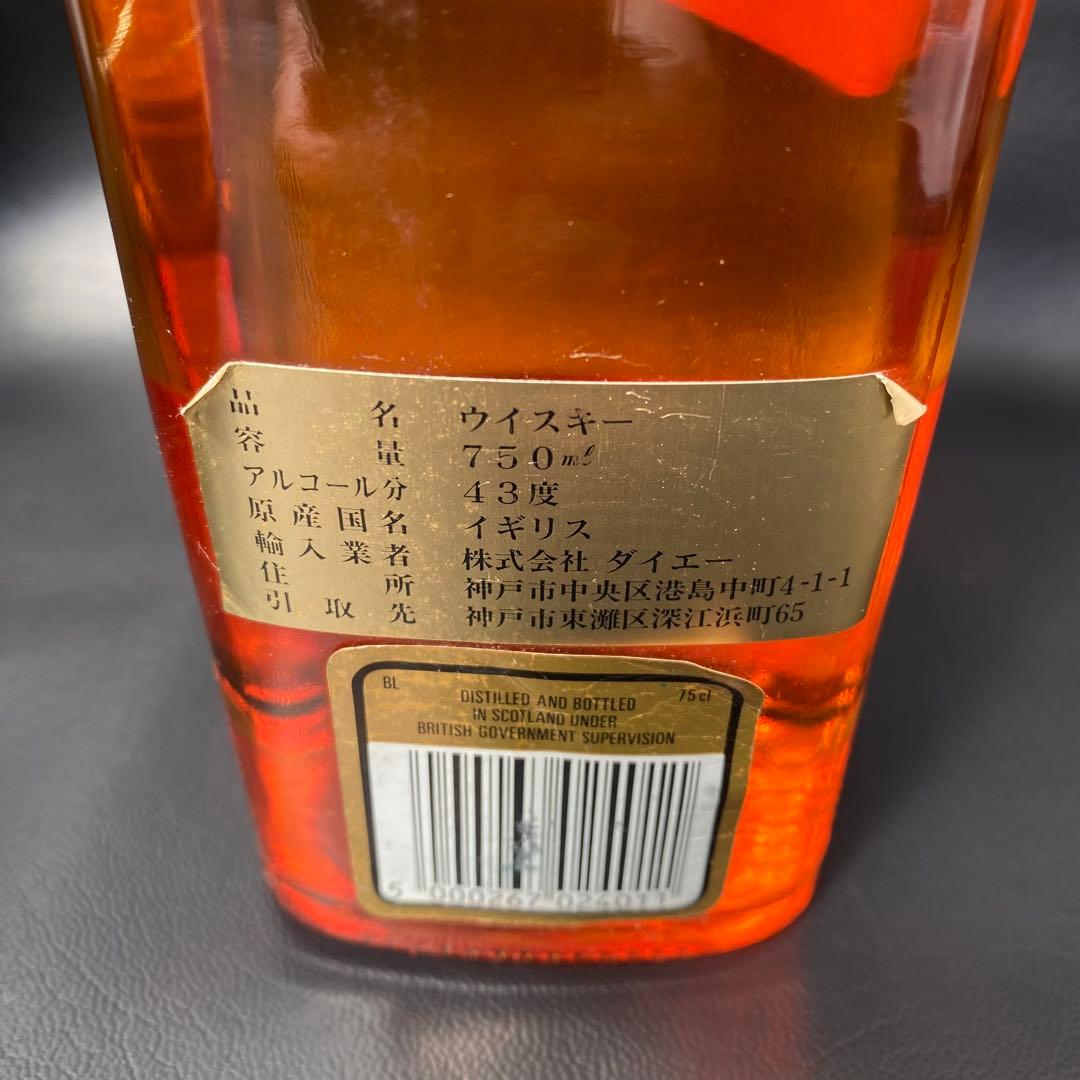 品名 ウイスキー
容量 750ml
アルコール分 43度
原産国名 イギリス
輸入業者 株式会社 ダイエー
住所 神戸市中央区港島中町4-1-1
引取先 神戸市東灘区深江浜町65
BL 75cl
DISTILLED AND BOTTLED
IN SCOTLAND UNDER
BRITISH GOVERNMENT SUPERVISION
5 000267 024011